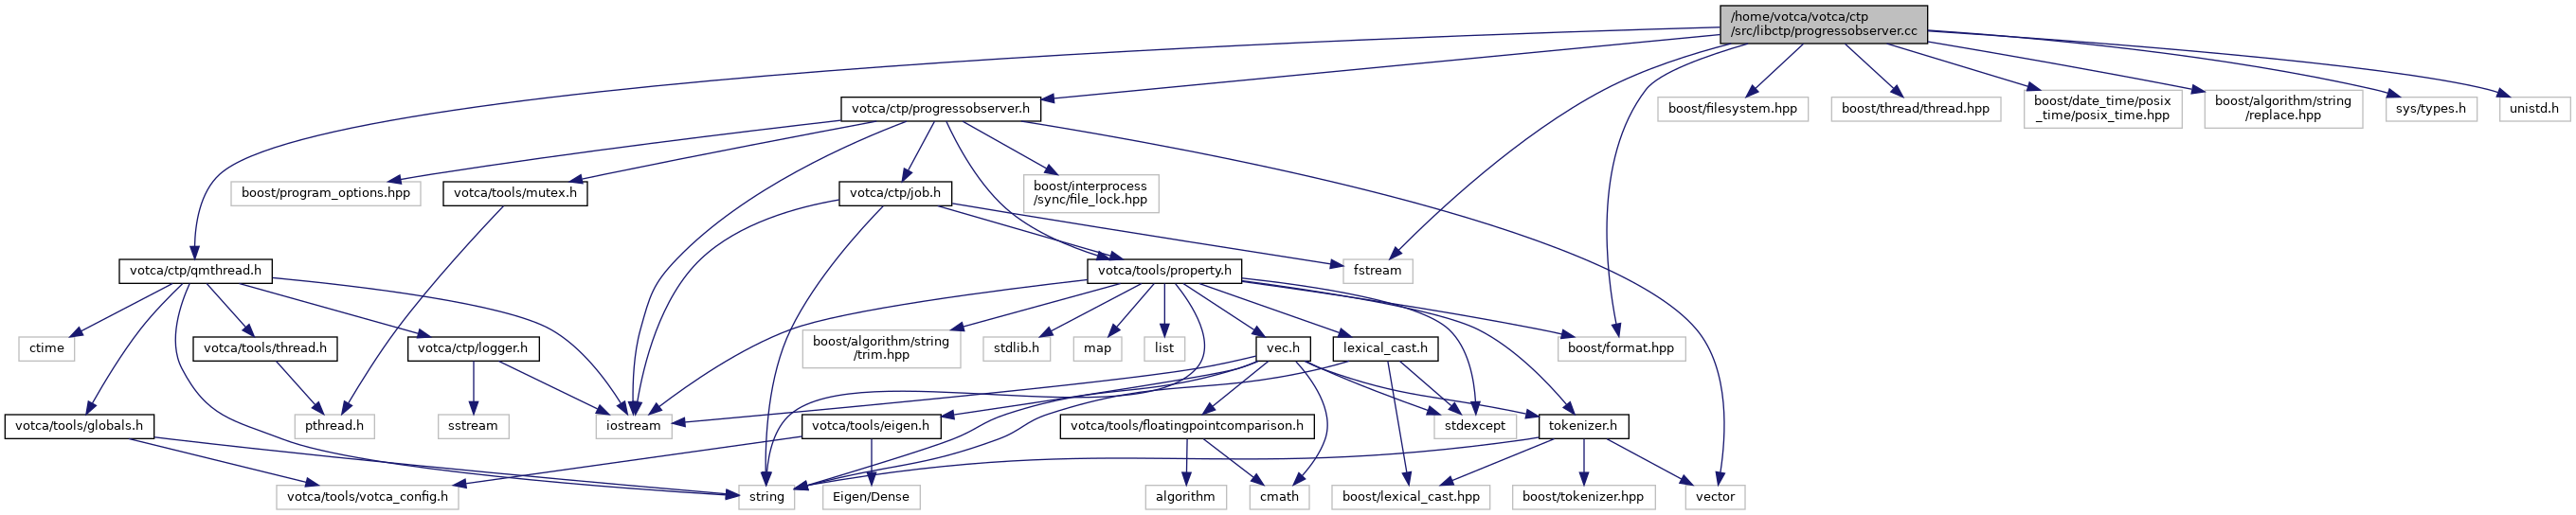 /home/votca/votca/ctp
/src/libctp/progressobserver.cc
votca/ctp/progressobserver.h
boost/filesystem.hpp
boost/thread/thread.hpp
boost/date_time/posix
_time/posix_time.hpp
boost/algorithm/string
/replace.hpp
sys/types.h
unistd.h
boost/program_options.hpp
votca/tools/mutex.h
votca/ctp/job.h
boost/interprocess
/sync/file_lock.hpp
votca/ctp/qmthread.h
votca/tools/property.h
fstream
ctime
votca/tools/thread.h
votca/ctp/logger.h
boost/algorithm/string
/trim.hpp
stdlib.h
map
list
vec.h
lexical_cast.h
boost/format.hpp
votca/tools/globals.h
pthread.h
sstream
iostream
votca/tools/eigen.h
votca/tools/floatingpointcomparison.h
stdexcept
tokenizer.h
votca/tools/votca_config.h
string
Eigen/Dense
algorithm
cmath
boost/lexical_cast.hpp
boost/tokenizer.hpp
vector